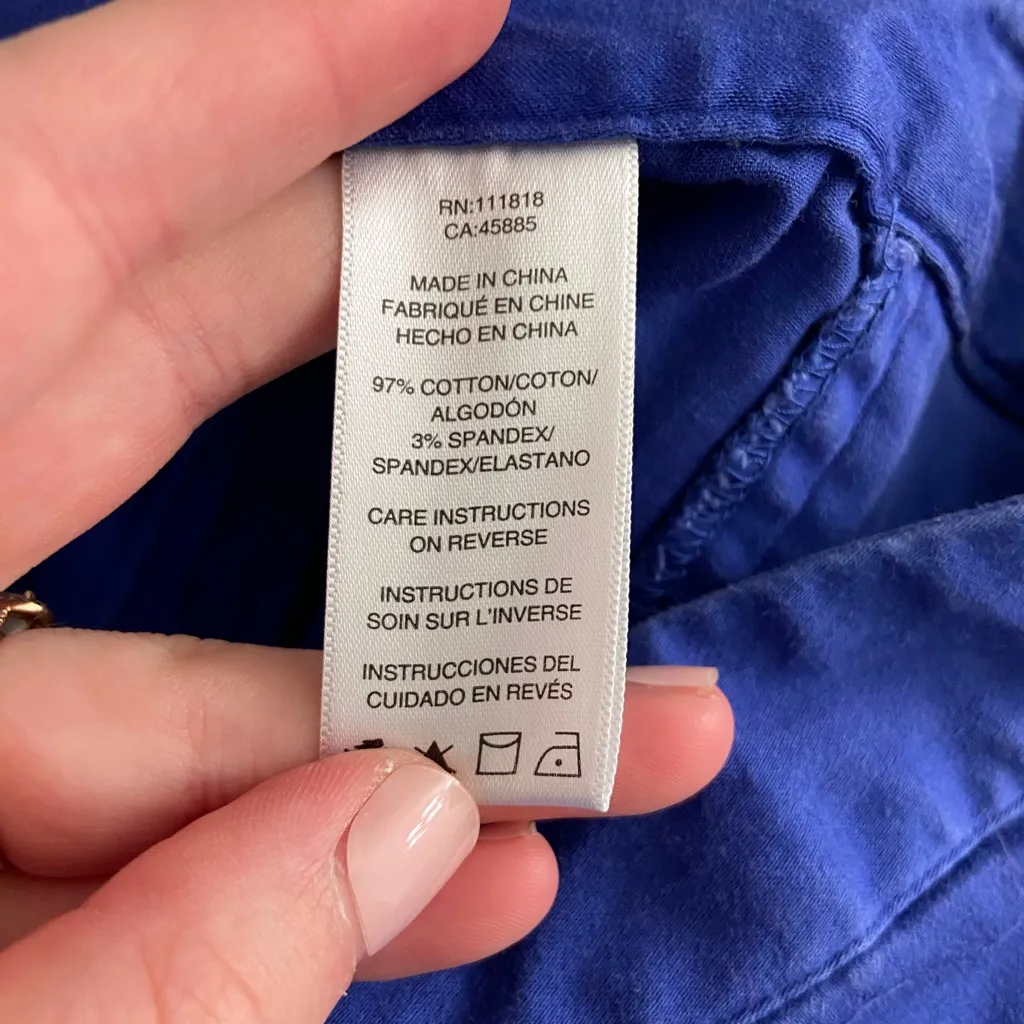 RN:111818
CA:45885
MADE IN CHINA
FABRIQUÉ EN CHINE
HECHO EN CHINA
97% COTTON/COTON/
ALGODÓN
3% SPANDEX/
SPANDEX/ELASTANO
CARE INSTRUCTIONS
ON REVERSE
INSTRUCTIONS DE
SOIN SUR L'INVERSE
INSTRUCCIONES DEL
CUIDADO EN REVÉS